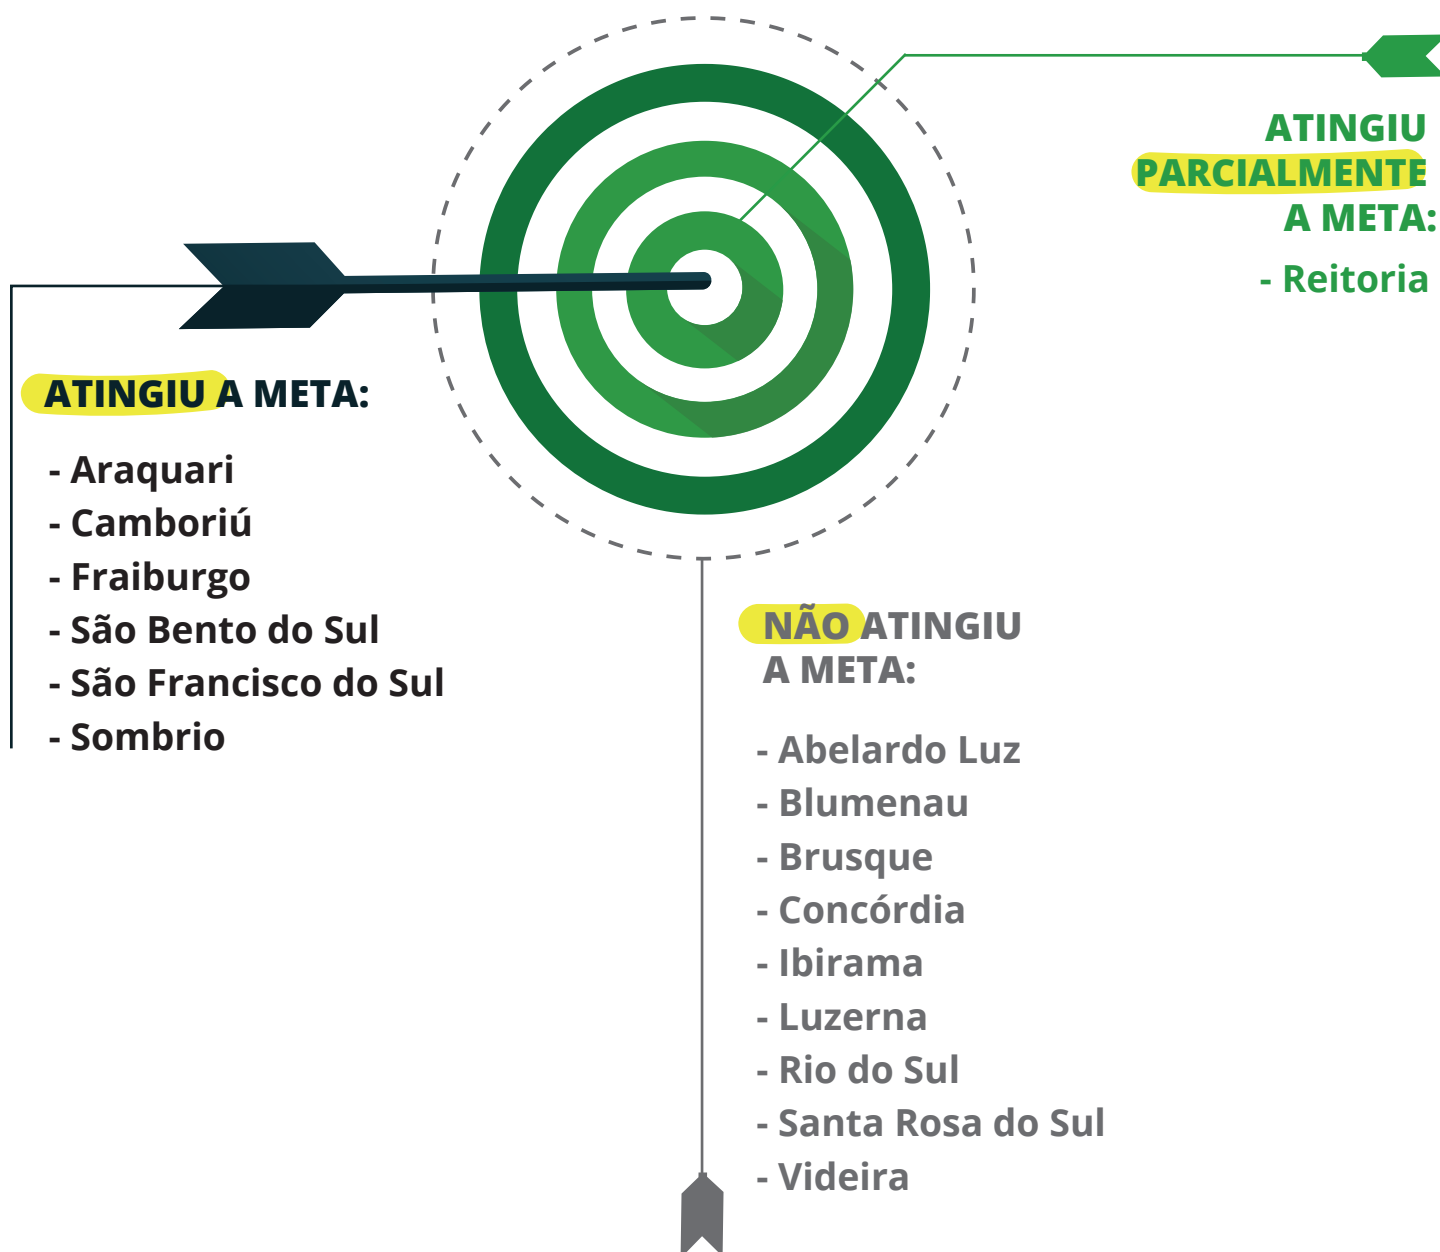 ATINGIU
PARCIALMENTE
A META:
- Reitoria
ATINGIU A META:
- Araquari
- Camboriú
- Fraiburgo
- São Bento do Sul
- São Francisco do Sul
- Sombrio
NÃO ATINGIU
A META:
- Abelardo Luz
- Blumenau
- Brusque
- Concórdia
- Ibirama
- Luzerna
- Rio do Sul
- Santa Rosa do Sul
- Videira